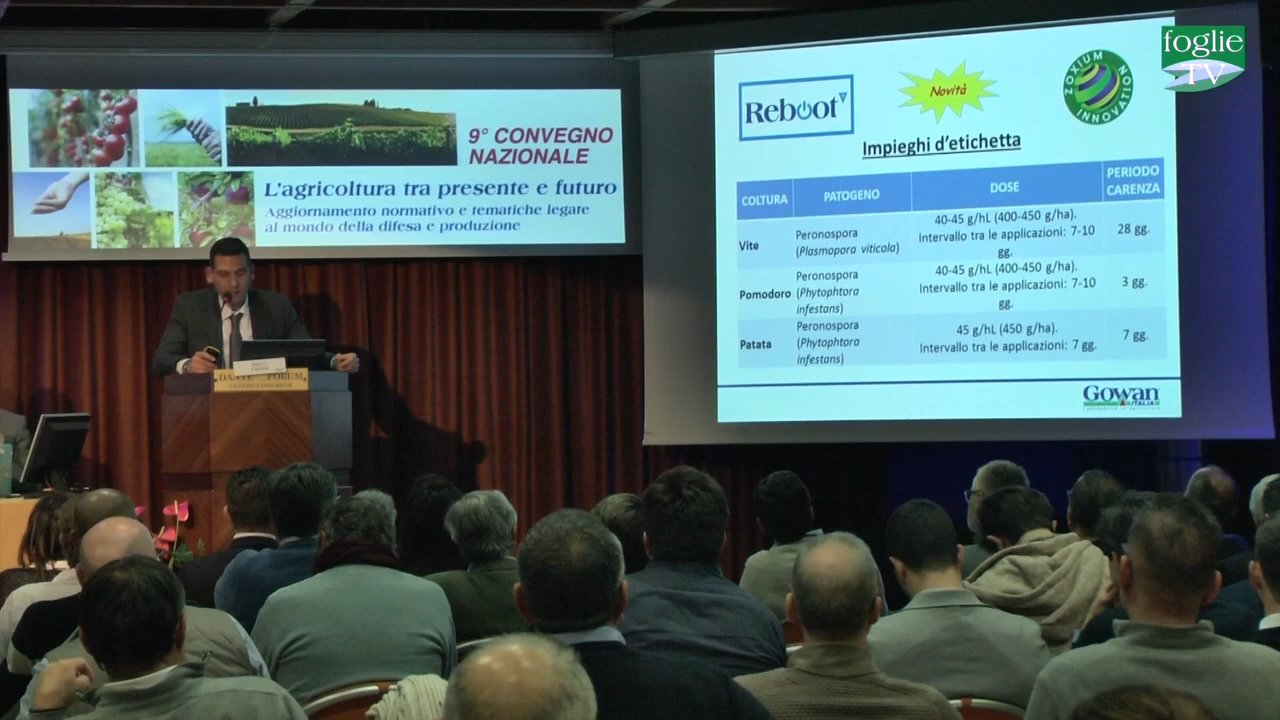 foglie
TV
9° CONVEGNO
NAZIONALE
L'agricoltura tra presente e futuro
Aggiornamento normativo e tematiche legate
al mondo della difesa e produzione
Reboot
Novità
ZOXIUM
INNOVATION
Impieghi d'etichetta
COLTURA PATOGENO DOSE PERIODO
CARENZA
Vite Peronospora
(Plasmopora viticola) 40-45 g/hL (400-450 g/ha).
Intervallo tra le applicazioni: 7-10
gg. 28 gg.
Pomodoro Peronospora
(Phytophtora
infestans) 40-45 g/hL (400-450 g/ha).
Intervallo tra le applicazioni: 7-10
gg. 3 gg.
Patata Peronospora
(Phytophtora
infestans) 45 g/hL (450 g/ha).
Intervallo tra le applicazioni: 7 gg. 7 gg.
Gowan
ITALIA
DANTE FORUM